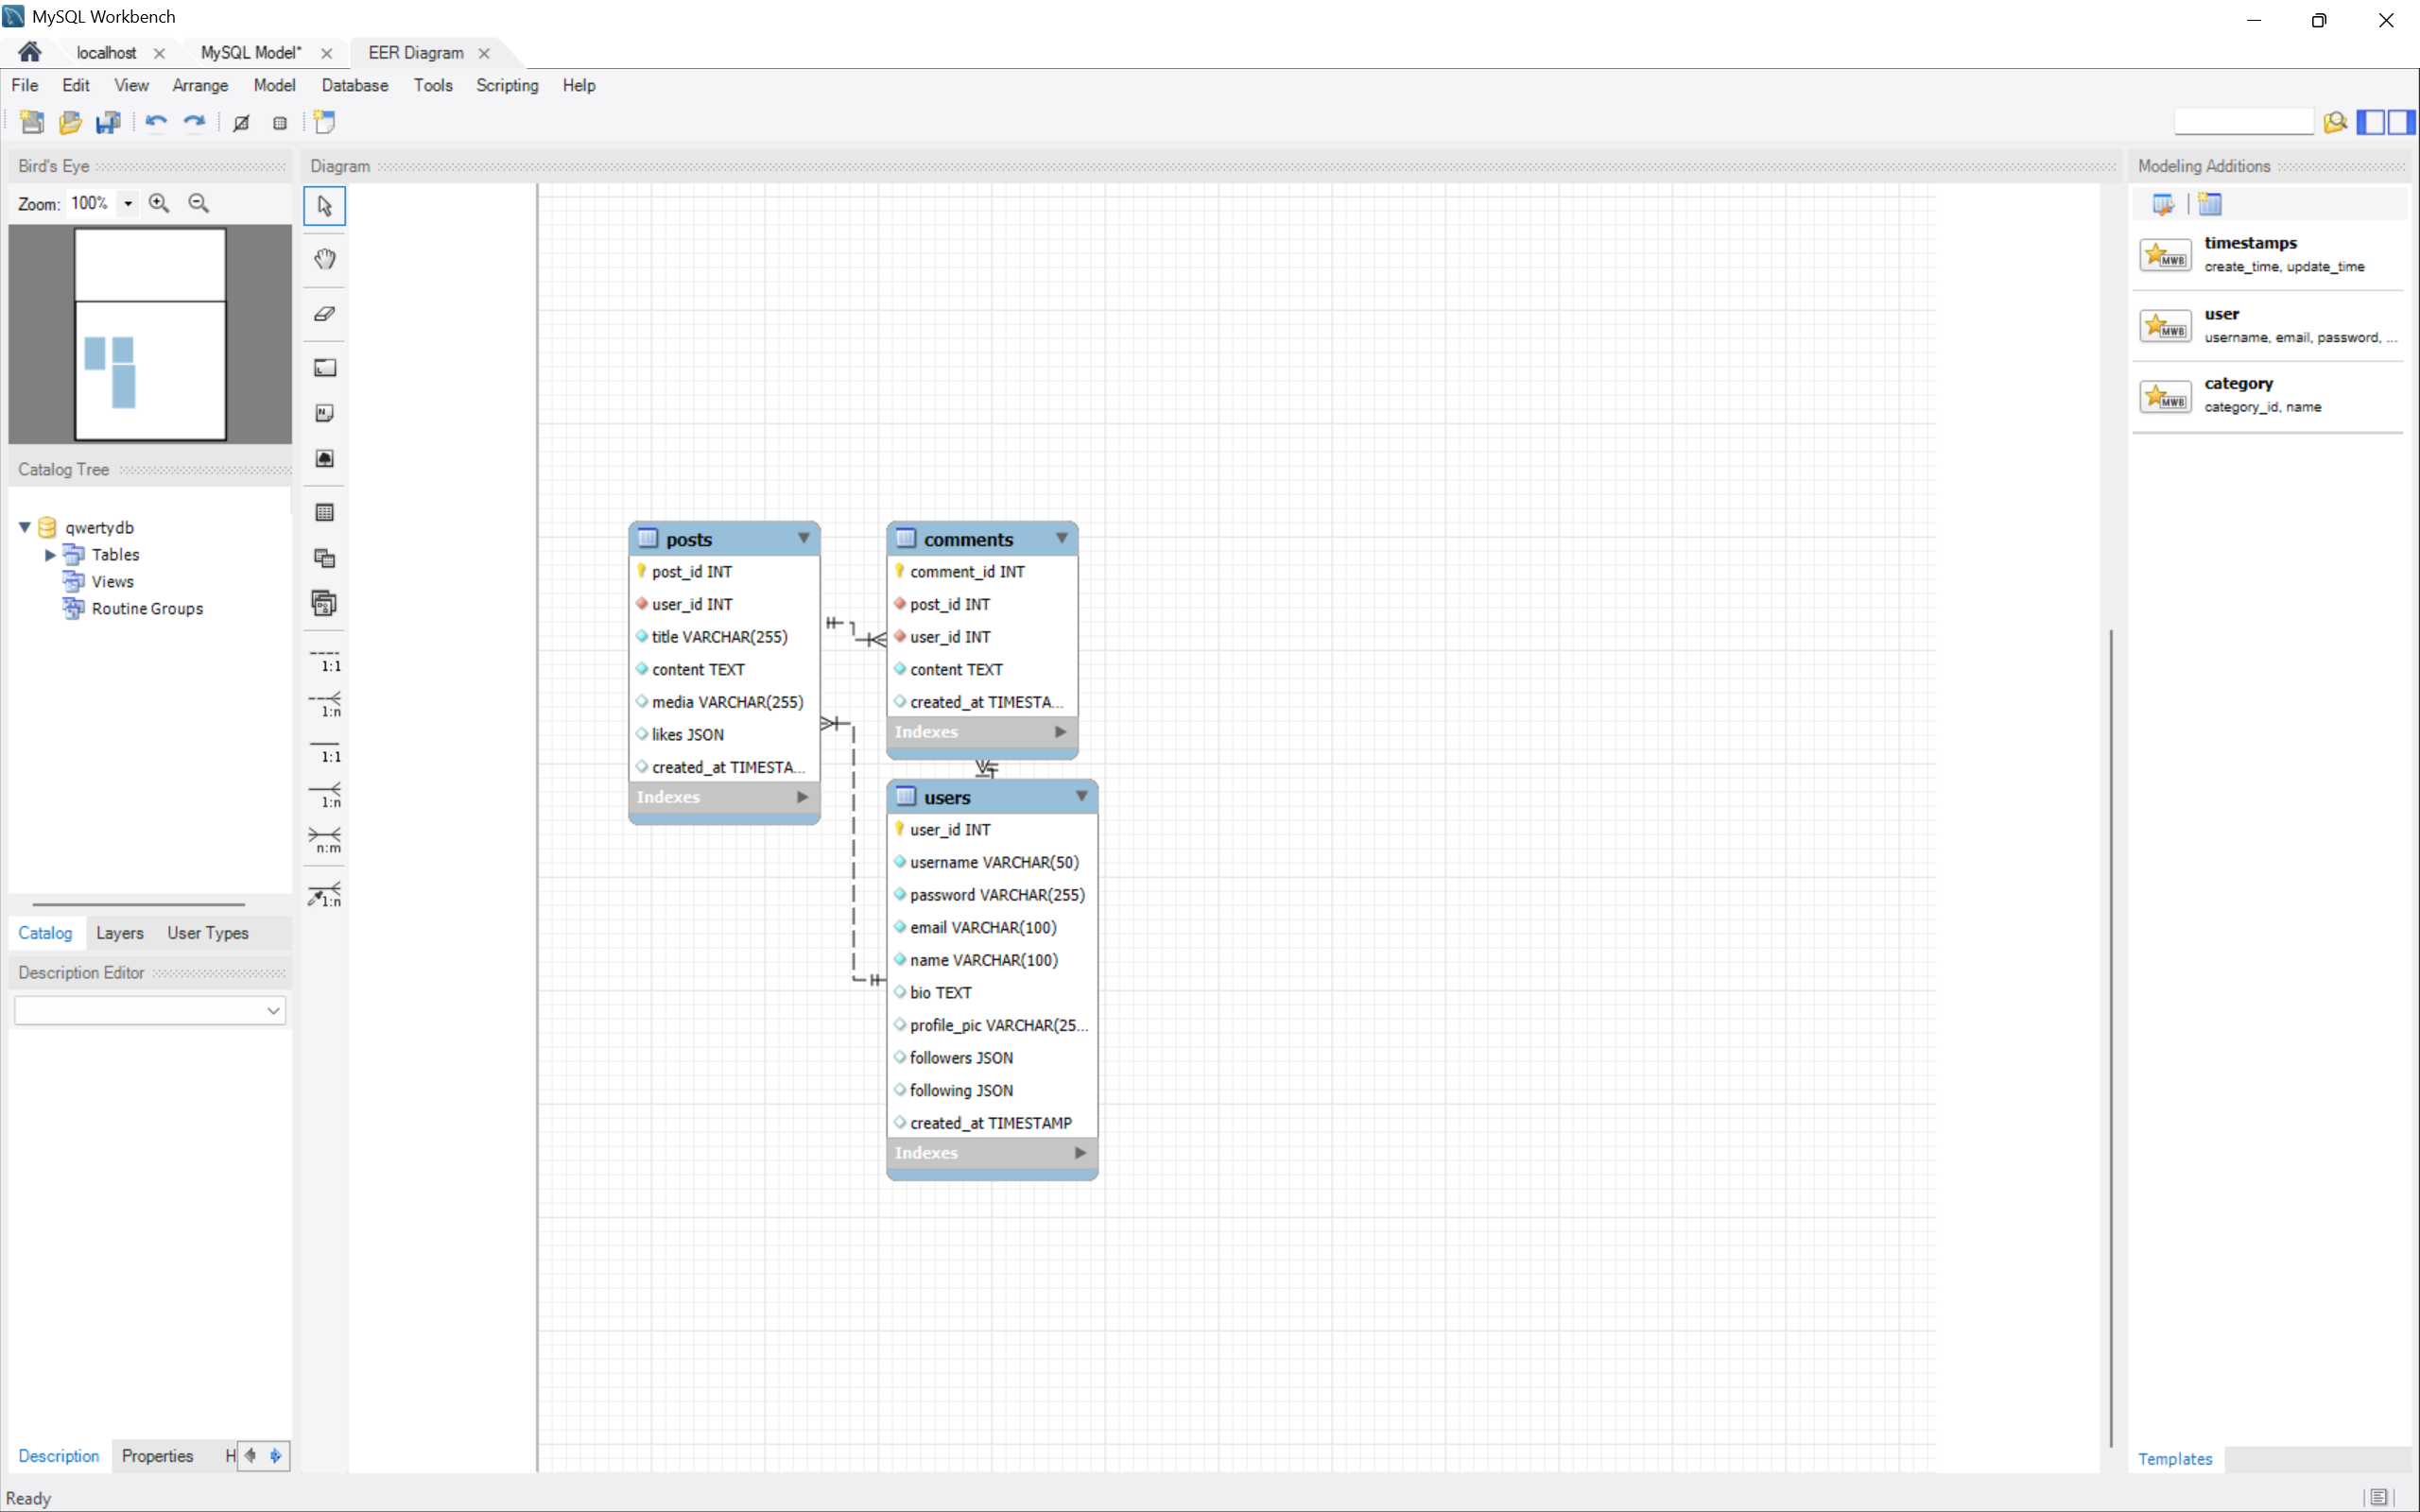 MySQL Workbench
localhost
MySQL Model*
EER Diagram
File Edit View Arrange Model Database Tools Scripting Help
Bird's Eye
Zoom: 100%
Catalog Tree
qwertydb
Tables
Views
Routine Groups
Catalog Layers User Types
Description Editor
Description Properties H
Ready
Diagram
1:1
1:n
1:1
1:n
n:m
1:n
posts
post_id INT
user_id INT
title VARCHAR(255)
content TEXT
media VARCHAR(255)
likes JSON
created_at TIMESTA...
Indexes
comments
comment_id INT
post_id INT
user_id INT
content TEXT
created_at TIMESTA...
Indexes
users
user_id INT
username VARCHAR(50)
password VARCHAR(255)
email VARCHAR(100)
name VARCHAR(100)
bio TEXT
profile_pic VARCHAR(25...
followers JSON
following JSON
created_at TIMESTAMP
Indexes
Modeling Additions
MWB
timestamps
create_time, update_time
MWB
user
username, email, password, ...
MWB
category
category_id, name
Templates